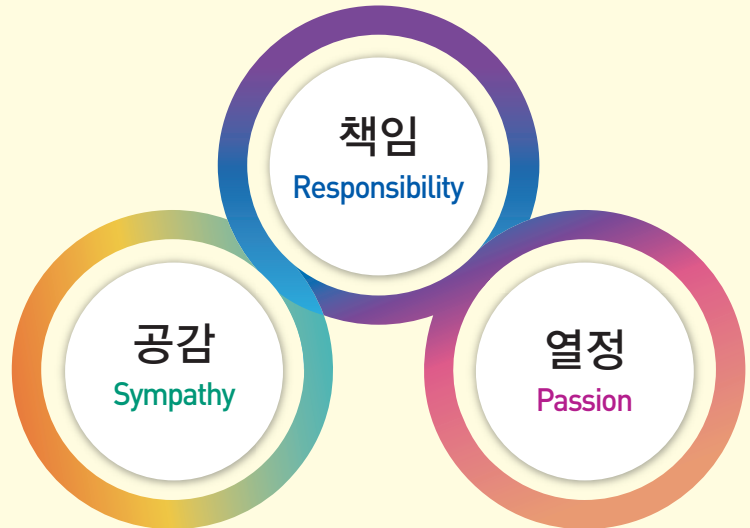 책임
Responsibility
공감
Sympathy
열정
Passion